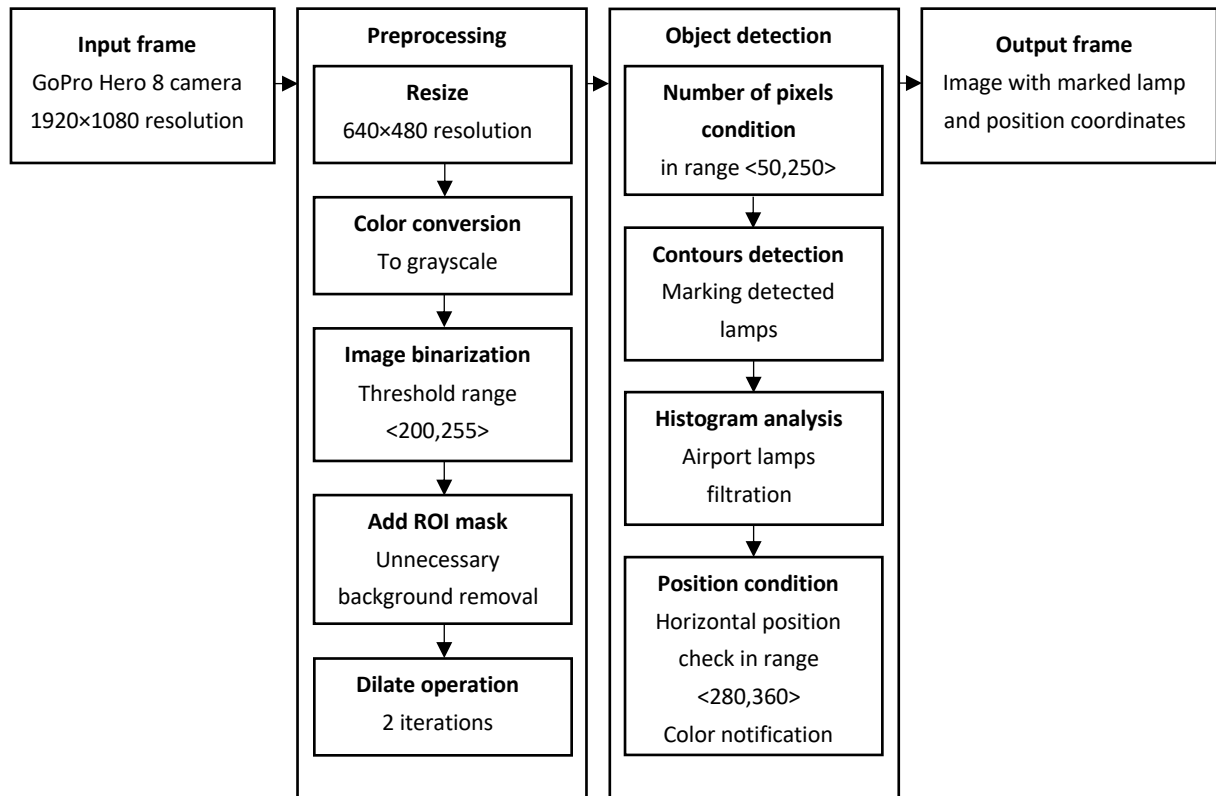 Input frame
GoPro Hero 8 camera
1920×1080 resolution
Preprocessing
Resize
640×480 resolution
Color conversion
To grayscale
Image binarization
Threshold range
<200,255>
Add ROI mask
Unnecessary
background removal
Dilate operation
2 iterations
Object detection
Number of pixels
condition
in range <50,250>
Contours detection
Marking detected
lamps
Histogram analysis
Airport lamps
filtration
Position condition
Horizontal position
check in range
<280,360>
Color notification
Output frame
Image with marked lamp
and position coordinates